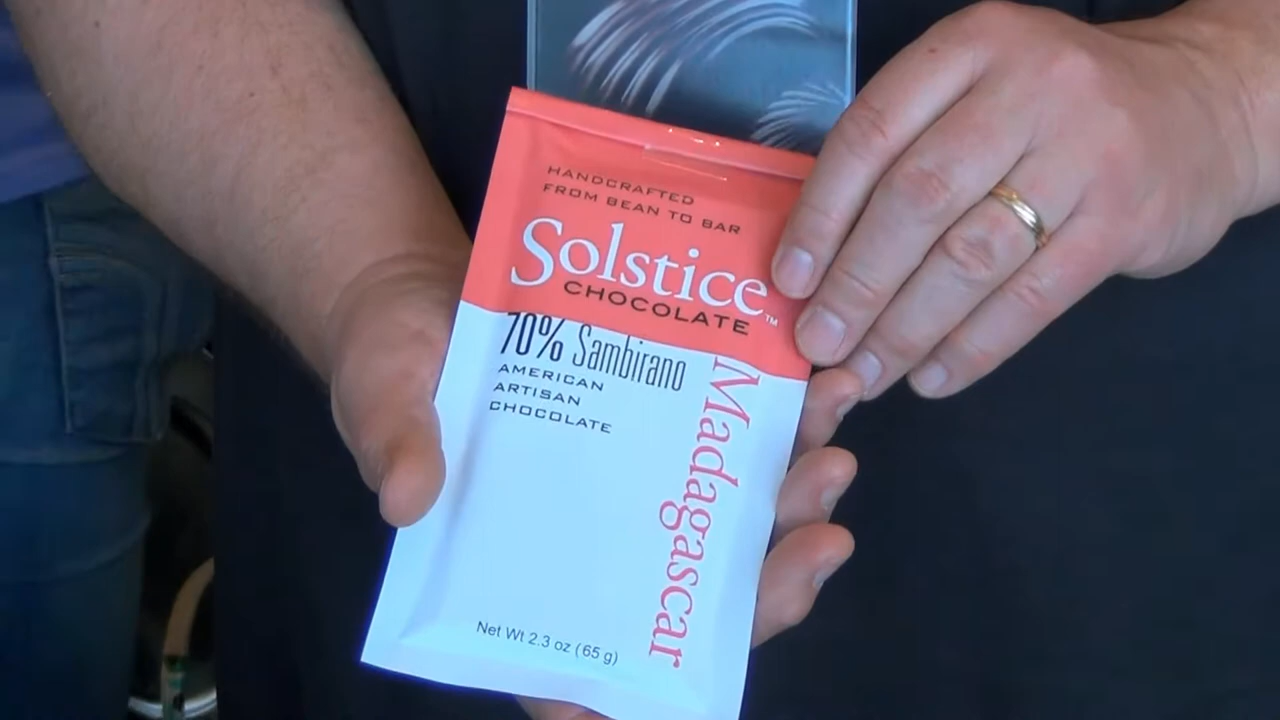 HANDCRAFTED
FROM BEAN TO BAR
Solstice
CHOCOLATE™
70% Sambirano
AMERICAN
ARTISAN
CHOCOLATE
Madagascar
Net Wt 2.3 oz (65 g)